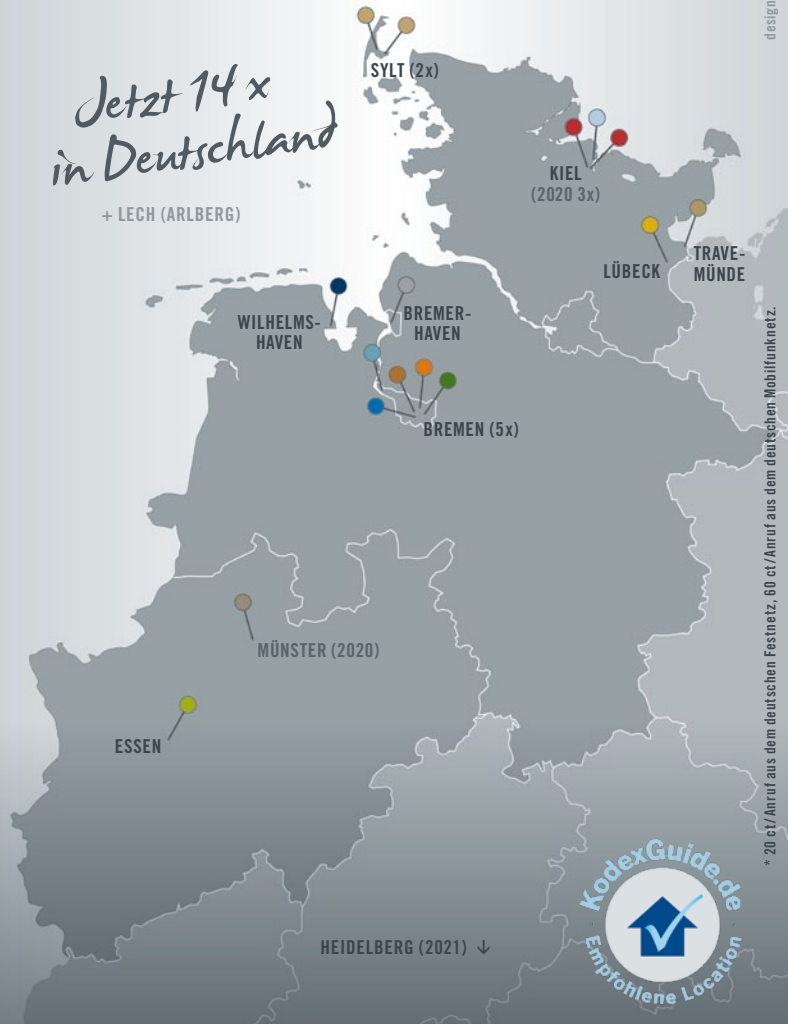 design
SYLT (2x)
Jetzt 14 x
in Deutschland
+ LECH (ARLBERG)
KIEL
(2020 3x)
LÜBECK
TRAVE-
MÜNDE
WILHELMS-
HAVEN
BREMER-
HAVEN
BREMEN (5x)
MÜNSTER (2020)
ESSEN
HEIDELBERG (2021) ↓
* 20 ct/Anruf aus dem deutschen Festnetz, 60 ct/Anruf aus dem deutschen Mobilfunknetz.
KodexGuide.de
Empfohlene Location